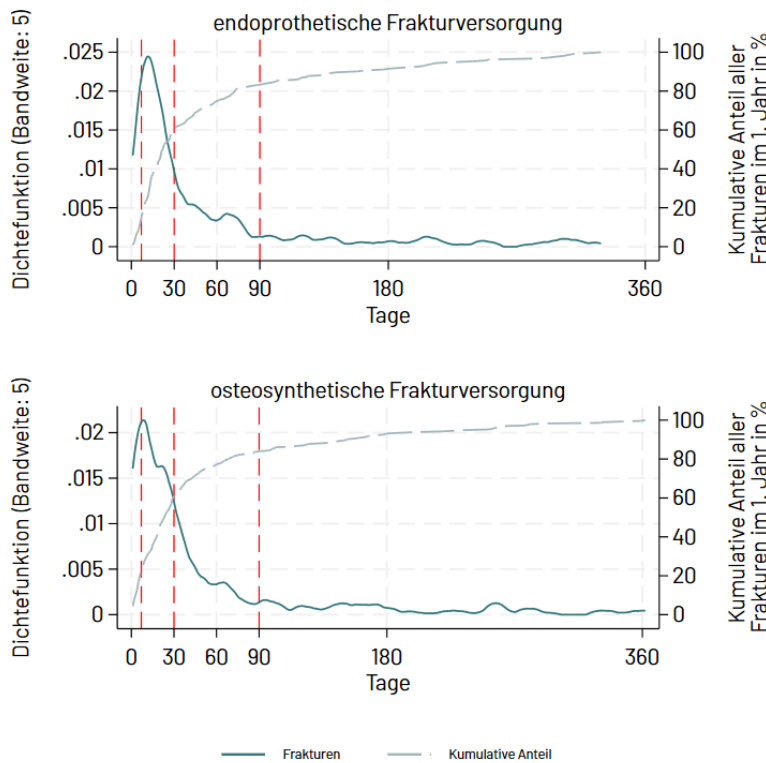 endoprothetische Frakturversorgung
Dichtefunktion (Bandweite: 5)
.025
.02
.015
.01
.005
0
100
80
60
40
20
0
Kumulative Anteil aller
Frakturen im 1. Jahr in %
0 30 60 90 180 360
Tage
osteosynthetische Frakturversorgung
Dichtefunktion (Bandweite: 5)
.02
.015
.01
.005
0
100
80
60
40
20
0
Kumulative Anteil aller
Frakturen im 1. Jahr in %
0 30 60 90 180 360
Tage
Frakturen Kumulative Anteil